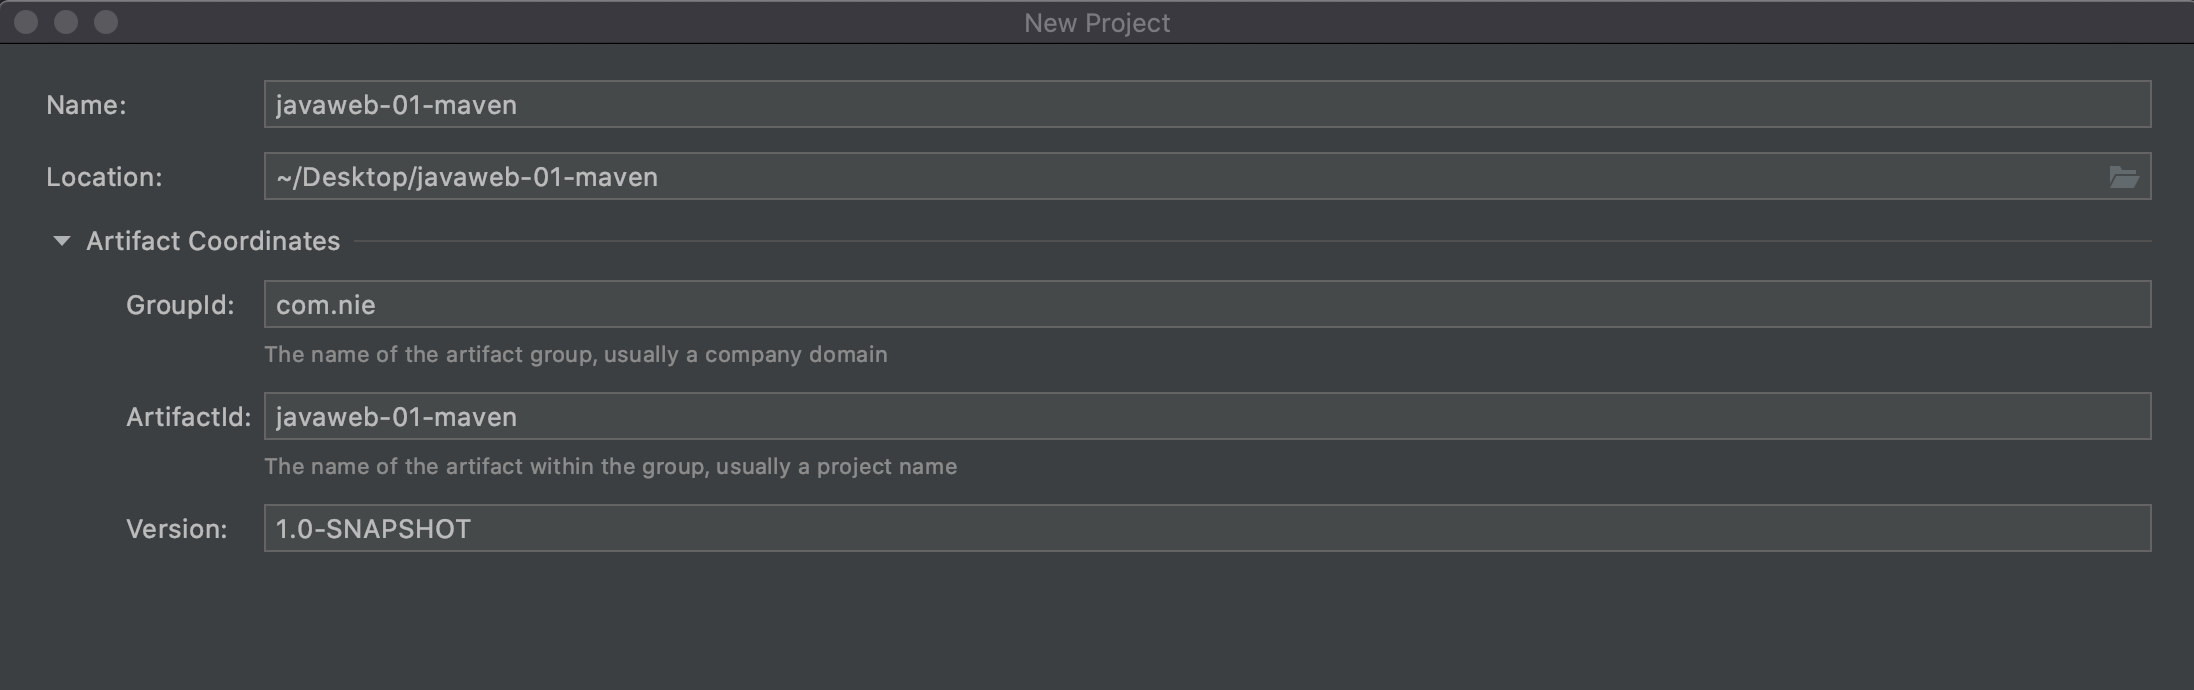 New Project
Name: javaweb-01-maven
Location: ~/Desktop/javaweb-01-maven
Artifact Coordinates
GroupId: com.nie
The name of the artifact group, usually a company domain
ArtifactId: javaweb-01-maven
The name of the artifact within the group, usually a project name
Version: 1.0-SNAPSHOT